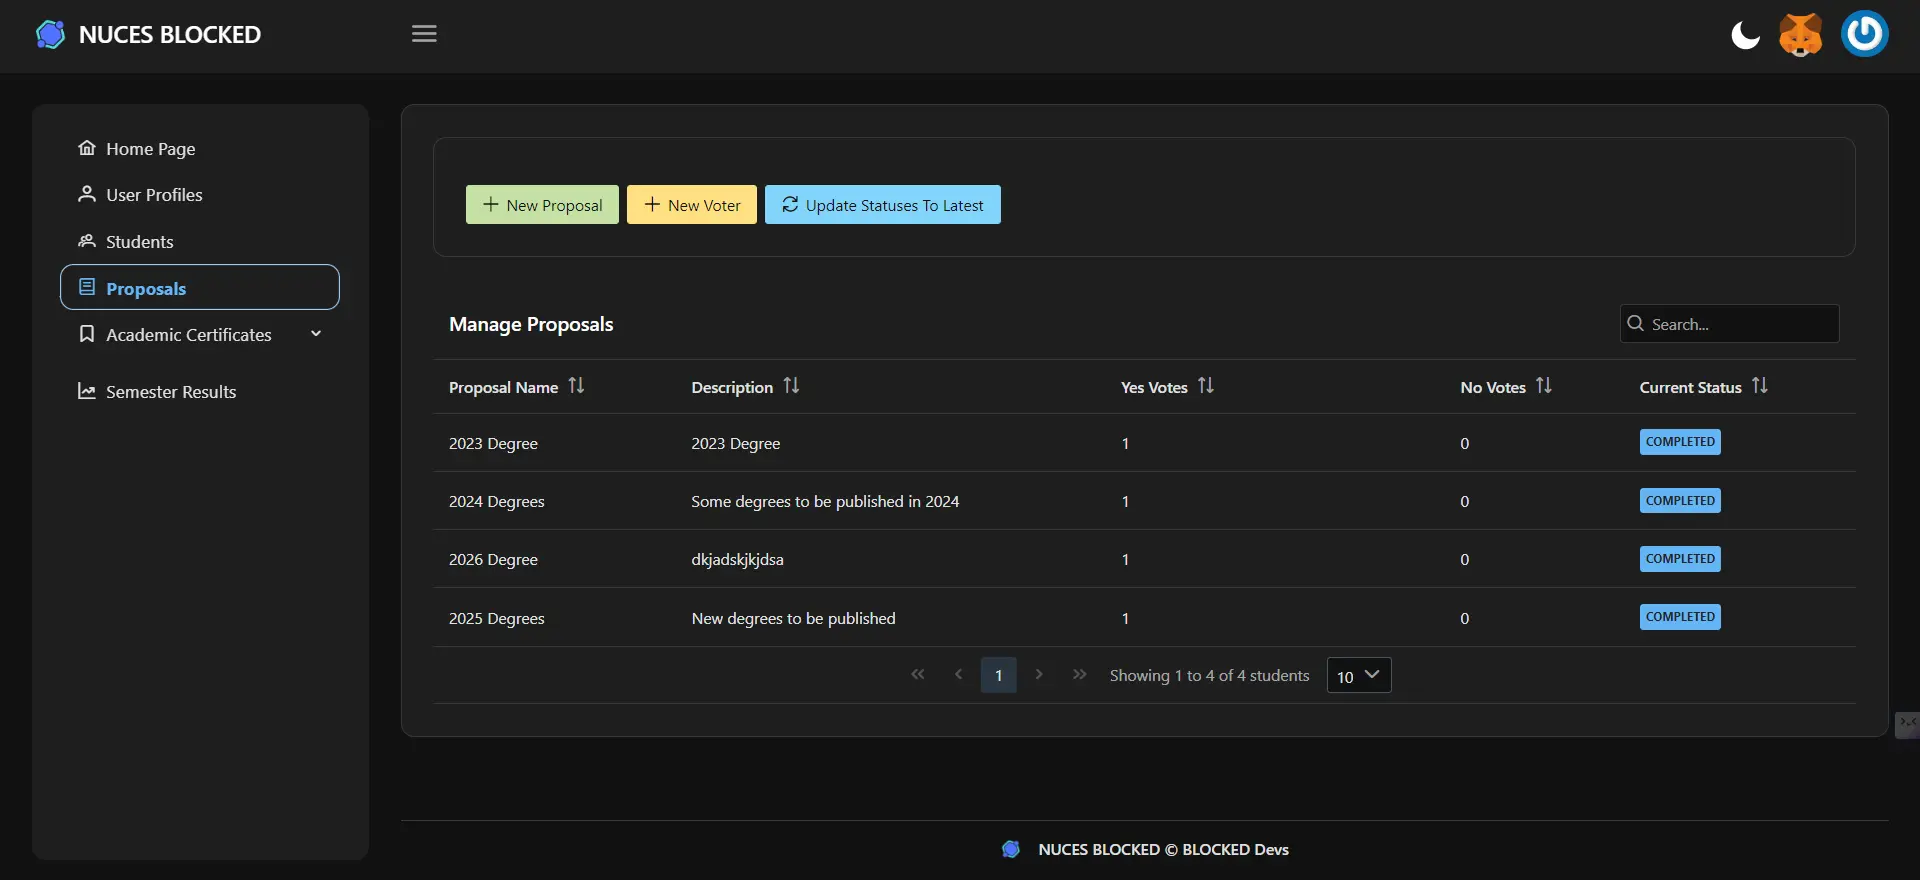 NUCES BLOCKED
Home Page
User Profiles
Students
Proposals
Academic Certificates
Semester Results
New Proposal New Voter Update Statuses To Latest
Manage Proposals Search...
Proposal Name Description Yes Votes No Votes Current Status
2023 Degree 2023 Degree 1 0 COMPLETED
2024 Degrees Some degrees to be published in 2024 1 0 COMPLETED
2026 Degree dkjadskjkjdsa 1 0 COMPLETED
2025 Degrees New degrees to be published 1 0 COMPLETED
1 Showing 1 to 4 of 4 students 10
NUCES BLOCKED © BLOCKED Devs